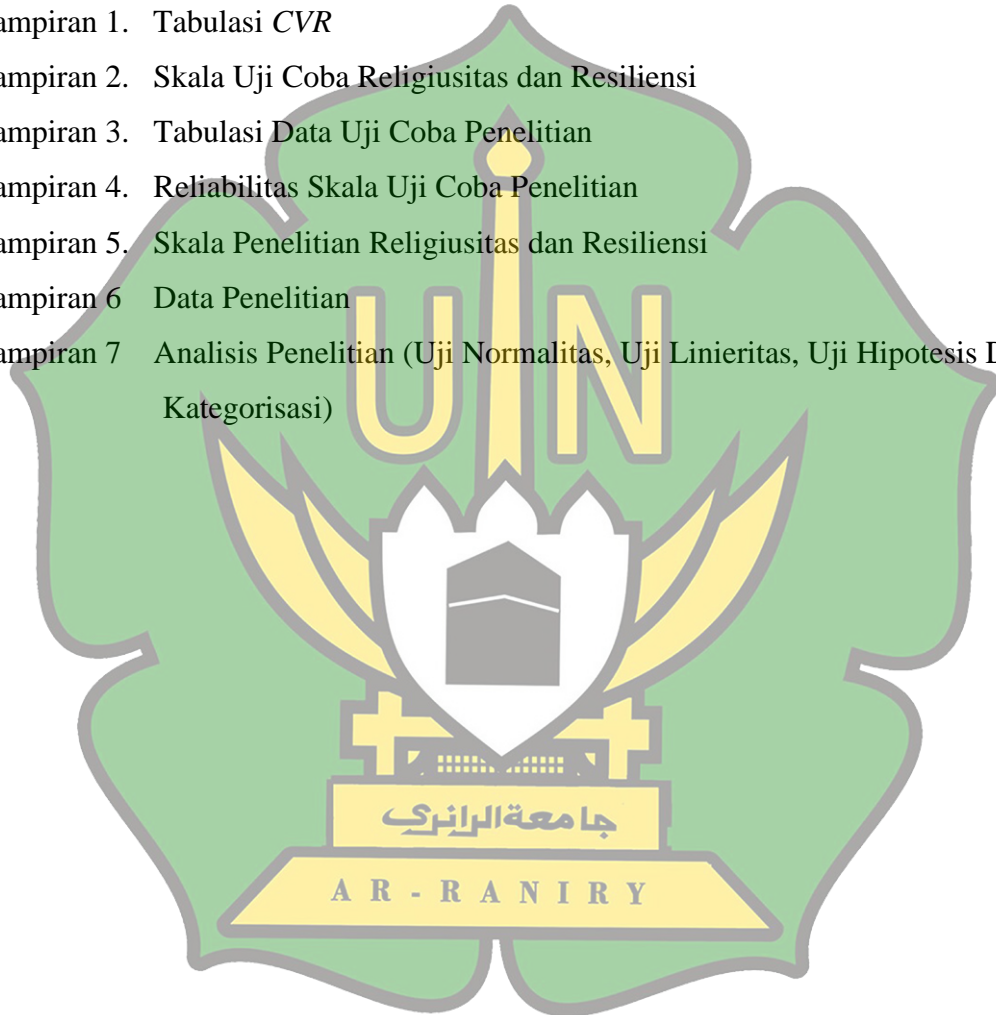 ampiran 1. Tabulasi CVR
ampiran 2. Skala Uji Coba Religiusitas dan Resiliensi
ampiran 3. Tabulasi Data Uji Coba Penelitian
ampiran 4. Reliabilitas Skala Uji Coba Penelitian
ampiran 5. Skala Penelitian Religiusitas dan Resiliensi
ampiran 6 Data Penelitian
ampiran 7 Analisis Penelitian (Uji Normalitas, Uji Linieritas, Uji Hipotesis D
Kategorisasi)
UIN
جامعة الرانري
AR-RANIRY